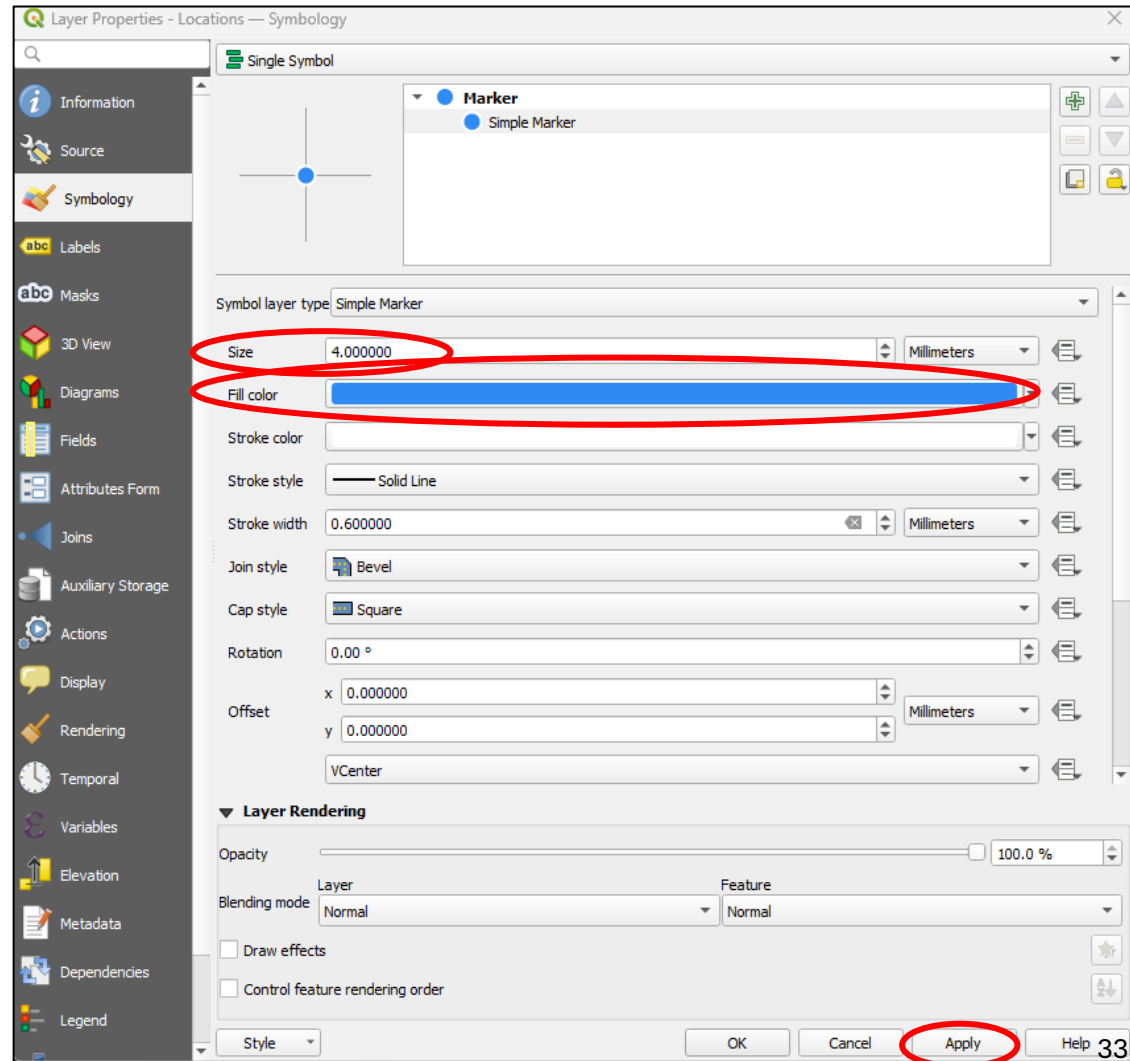 Layer Properties - Locations — Symbology
Single Symbol
Marker
Simple Marker
Information
Source
Symbology
abc Labels
abc Masks
3D View
Diagrams
Fields
Attributes Form
Joins
Auxiliary Storage
Actions
Display
Rendering
Temporal
Variables
Elevation
Metadata
Dependencies
Legend
Symbol layer type Simple Marker
Size 4.000000 Millimeters
Fill color
Stroke color
Stroke style Solid Line
Stroke width 0.600000 Millimeters
Join style Bevel
Cap style Square
Rotation 0.00 °
Offset x 0.000000 Millimeters
y 0.000000
VCenter
Layer Rendering
Opacity 100.0 %
Layer Feature
Blending mode Normal Normal
Draw effects
Control feature rendering order
Style OK Cancel Apply Help
33